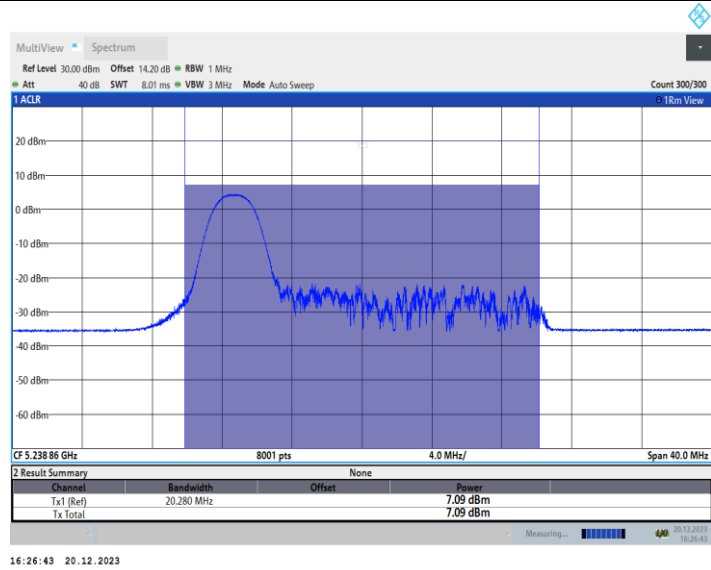 MultiView Spectrum
Ref Level 30.00 dBm Offset 14.20 dB RBW 1 MHz
Att 40 dB SWT 8.01 ms VBW 3 MHz Mode Auto Sweep Count 300/300
1 ACLR 1Rm View
20 dBm
10 dBm
0 dBm
-10 dBm
-20 dBm
-30 dBm
-40 dBm
-50 dBm
-60 dBm
CF 5.23886 GHz 8001 pts 4.0 MHz/ Span 40.0 MHz
2 Result Summary None
Channel Bandwidth Offset Power
Tx1 (Ref) 20.280 MHz 7.09 dBm
Tx Total 7.09 dBm
Measuring... 20.12.2023
16:26:43
16:26:43 20.12.2023